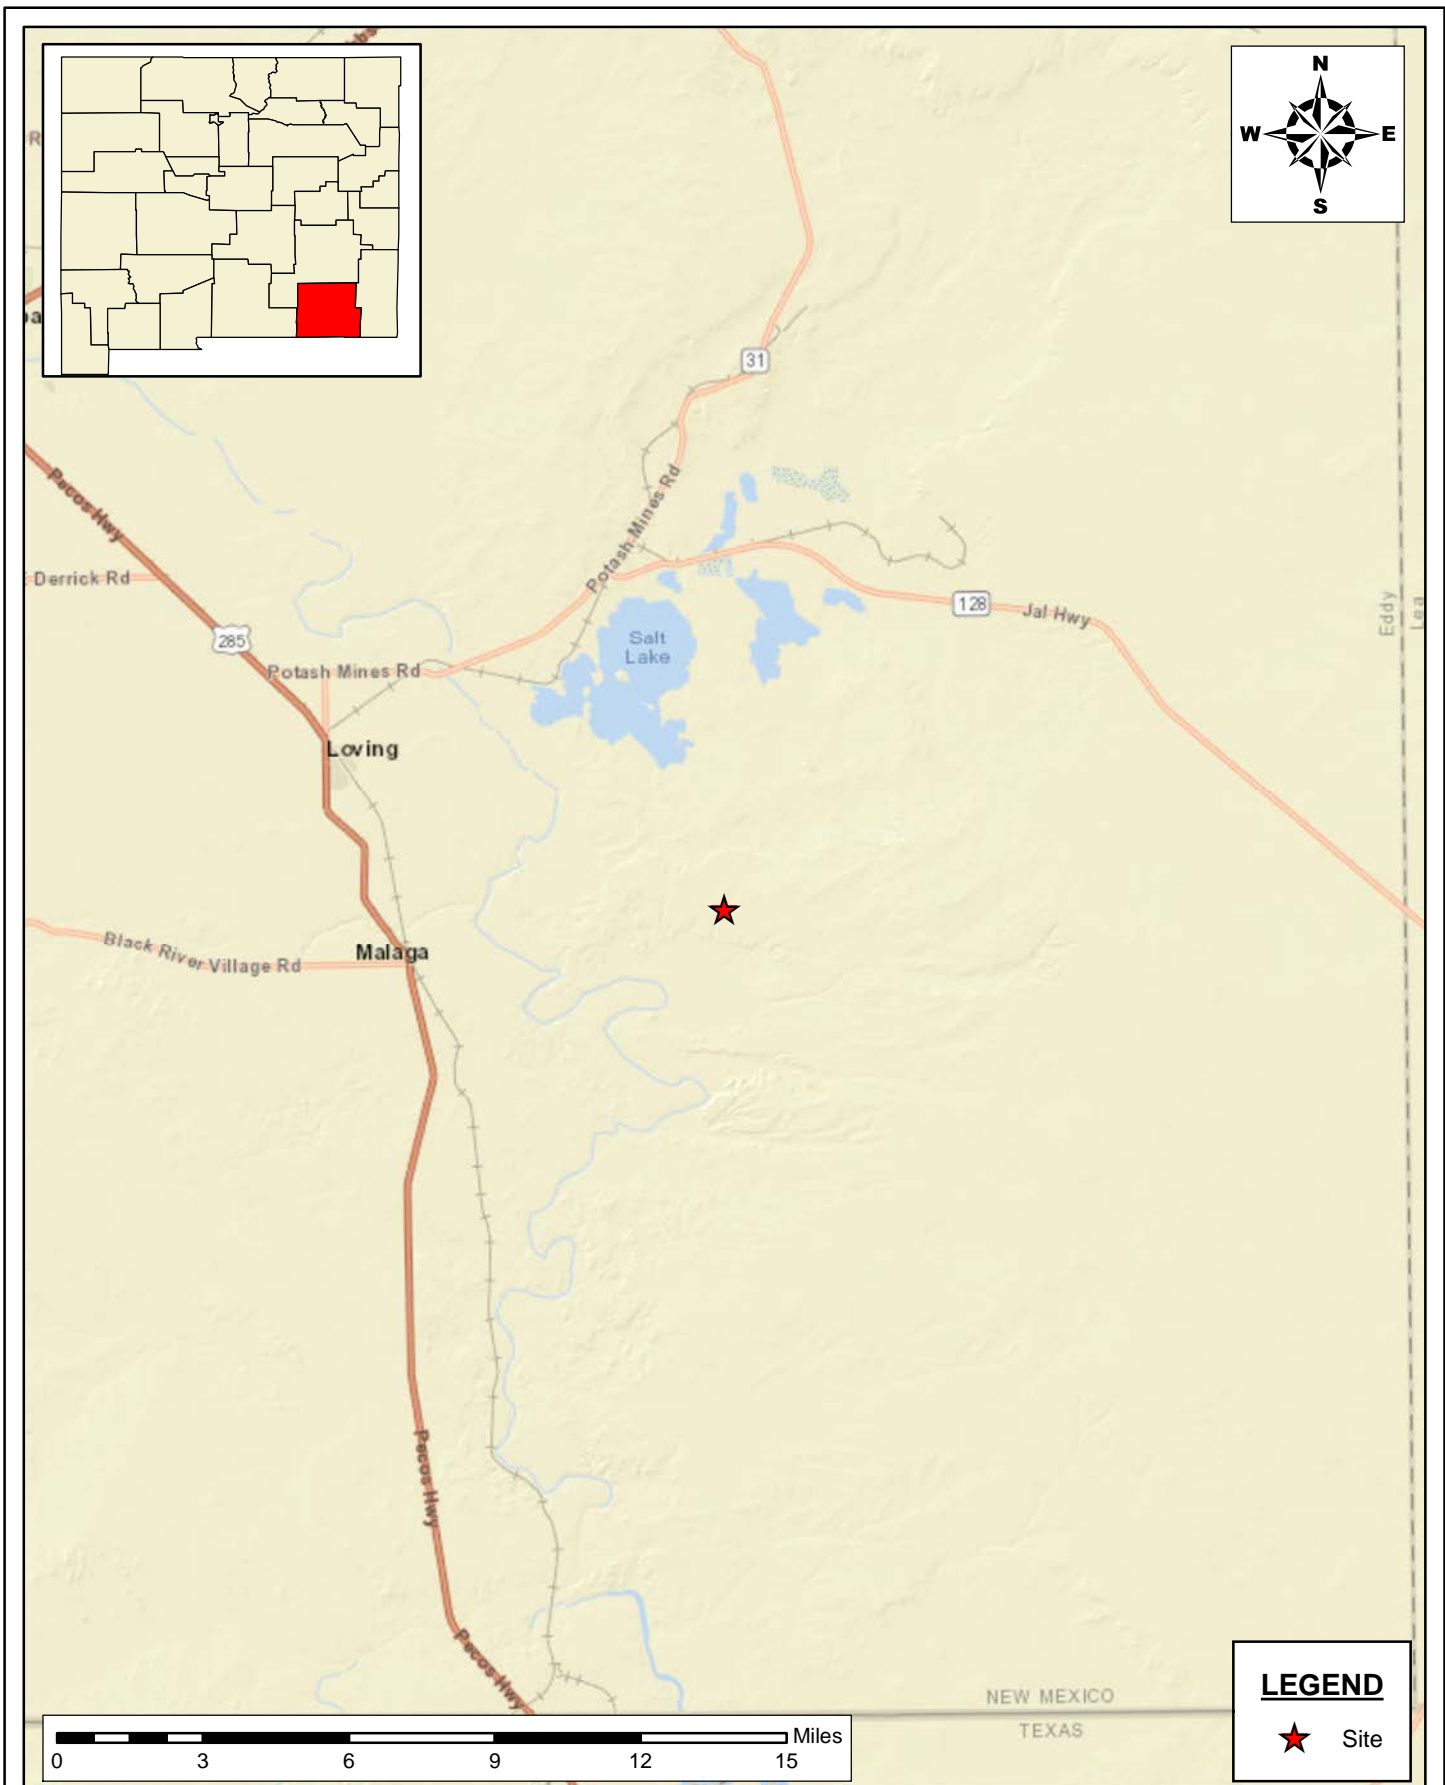 bbs
N
W
E
S
R
31
Pecos Hwy
Potash Mines Rd
Derrick Rd
128
Jal Hwy
Eddy
Lea
285
Salt
Lake
Potash Mines Rd
Loving
Black River Village Rd
Malaga
Pecos Hwy
Pecos Hwy
NEW MEXICO
TEXAS
LEGEND
Site
Miles
0 3 6 9 12 15